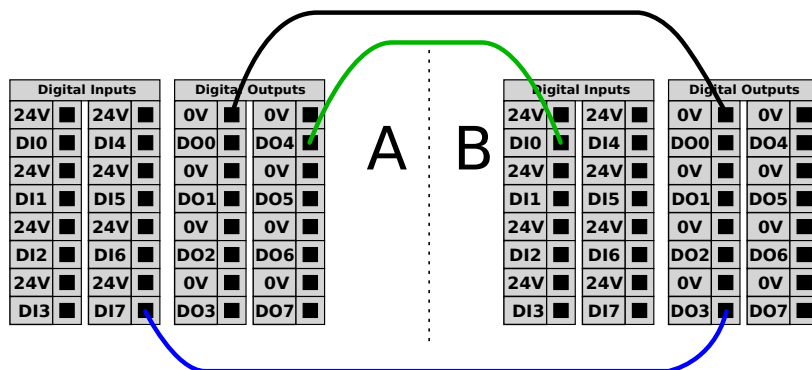 Digital Inputs Digital Outputs Digital Inputs Digital Outputs
24V 24V 0V 0V 24V 24V 0V 0V
DI0 DI4 DO0 DO4 A B DI0 DI4 DO0 DO4
24V 24V 0V 0V 24V 24V 0V 0V
DI1 DI5 DO1 DO5 DI1 DI5 DO1 DO5
24V 24V 0V 0V 24V 24V 0V 0V
DI2 DI6 DO2 DO6 DI2 DI6 DO2 DO6
24V 24V 0V 0V 24V 24V 0V 0V
DI3 DI7 DO3 DO7 DI3 DI7 DO3 DO7